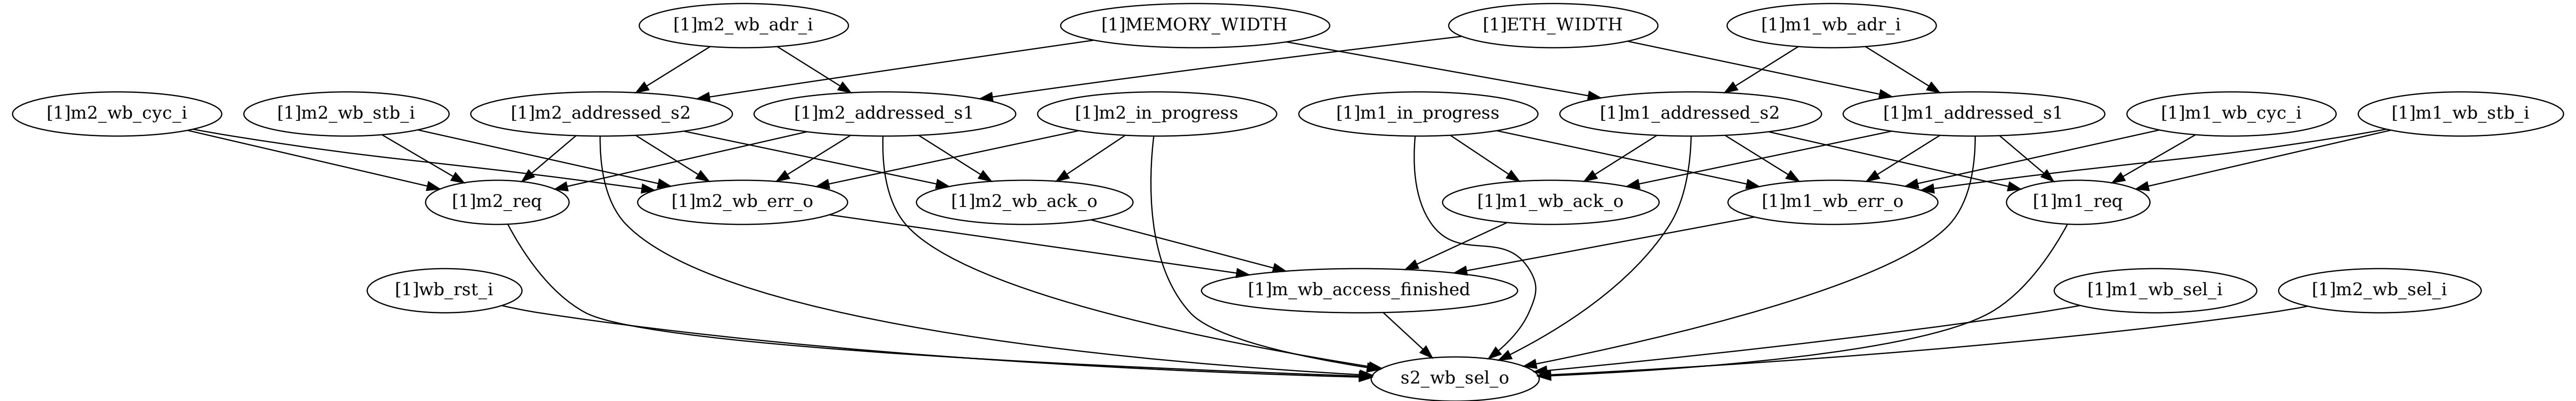 [1]m2_wb_adr_i
[1]MEMORY_WIDTH
[1]ETH_WIDTH
[1]m1_wb_adr_i
[1]m2_wb_cyc_i
[1]m2_wb_stb_i
[1]m2_addressed_s2
[1]m2_addressed_s1
[1]m2_in_progress
[1]m1_in_progress
[1]m1_addressed_s2
[1]m1_addressed_s1
[1]m1_wb_cyc_i
[1]m1_wb_stb_i
[1]m2_req
[1]m2_wb_err_o
[1]m2_wb_ack_o
[1]m1_wb_ack_o
[1]m1_wb_err_o
[1]m1_req
[1]wb_rst_i
[1]m_wb_access_finished
[1]m1_wb_sel_i
[1]m2_wb_sel_i
s2_wb_sel_o